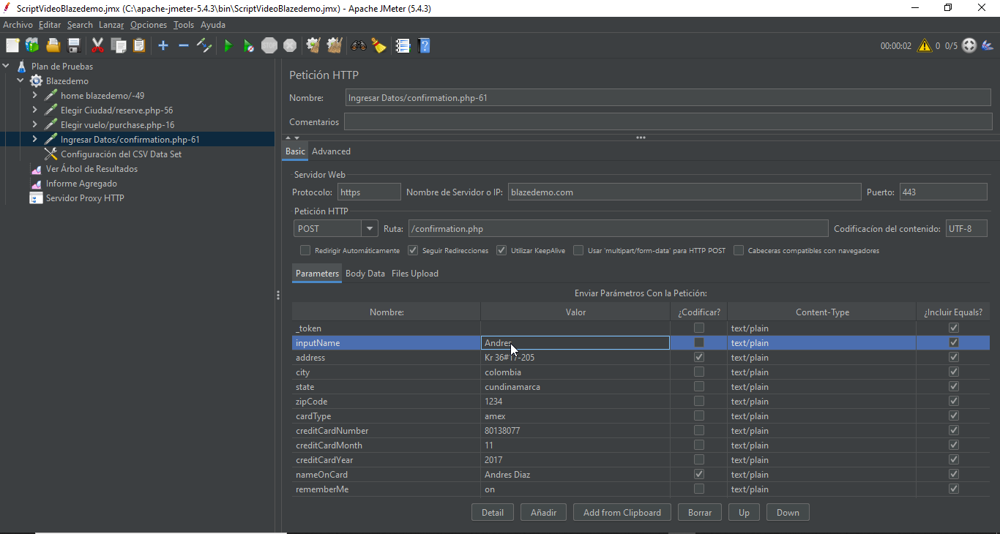 ScriptVideoBlazedemo.jmx (C:\apache-jmeter-5.4.3\bin\ScriptVideoBlazedemo.jmx) - Apache JMeter (5.4.3)
Archivo Editar Search Lanzar Opciones Tools Ayuda
STOP 00:00:02 0 0/5
Plan de Pruebas
Blazedemo
home blazedemo/-49
Elegir Ciudad/reserve.php-56
Elegir vuelo/purchase.php-16
Ingresar Datos/confirmation.php-61
Configuración del CSV Data Set
Ver Árbol de Resultados
Informe Agregado
Servidor Proxy HTTP
Petición HTTP
Nombre: Ingresar Datos/confirmation.php-61
Comentarios
Basic Advanced
Servidor Web
Protocolo: https Nombre de Servidor o IP: blazedemo.com Puerto: 443
Petición HTTP
POST Ruta: /confirmation.php Codificacíon del contenido: UTF-8
Redirigir Automáticamente Seguir Redirecciones Utilizar KeepAlive Usar 'multipart/form-data' para HTTP POST Cabeceras compatibles con navegadores
Parameters Body Data Files Upload
Enviar Parámetros Con la Petición:
Nombre: Valor ¿Codificar? Content-Type ¿Incluir Equals?
_token text/plain
inputName Andres text/plain
address Kr 36#17-205 text/plain
city colombia text/plain
state cundinamarca text/plain
zipCode 1234 text/plain
cardType amex text/plain
creditCardNumber 80138077 text/plain
creditCardMonth 11 text/plain
creditCardYear 2017 text/plain
nameOnCard Andres Diaz text/plain
rememberMe on text/plain
Detail Añadir Add from Clipboard Borrar Up Down